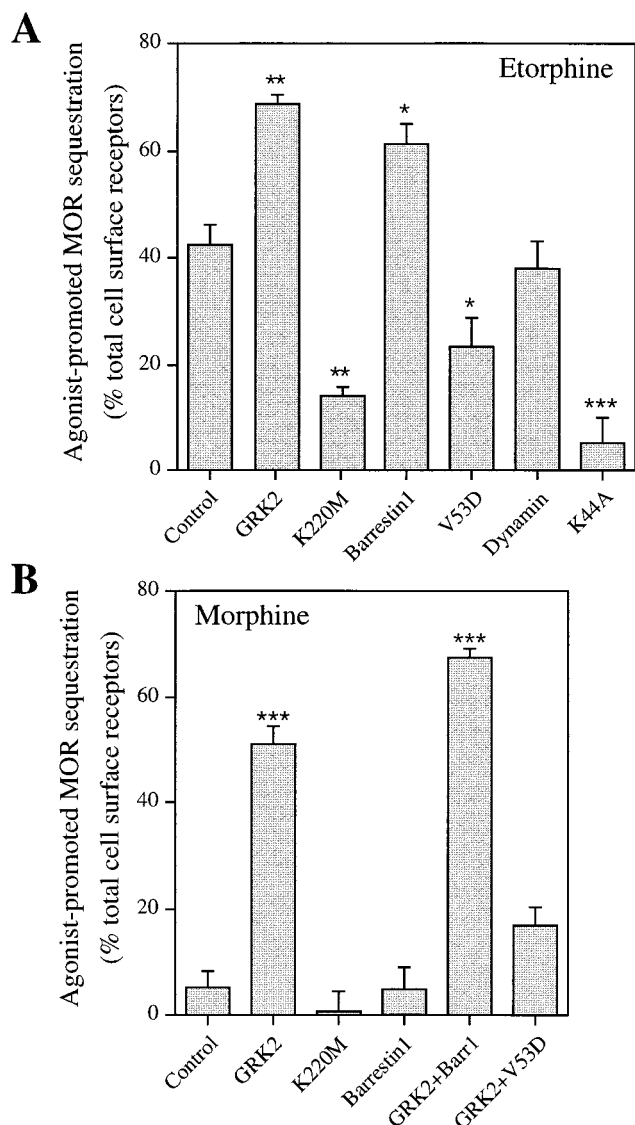 A
Etorphine
Agonist-promoted MOR sequestration
(% total cell surface receptors)
80
60
40
20
0
**
**
*
*
***
Control
GRK2
K220M
Barrestin1
V53D
Dynamin
K44A
B
Morphine
Agonist-promoted MOR sequestration
(% total cell surface receptors)
80
60
40
20
0
***
***
Control
GRK2
K220M
Barrestin1
GRK2+Barr1
GRK2+V53D